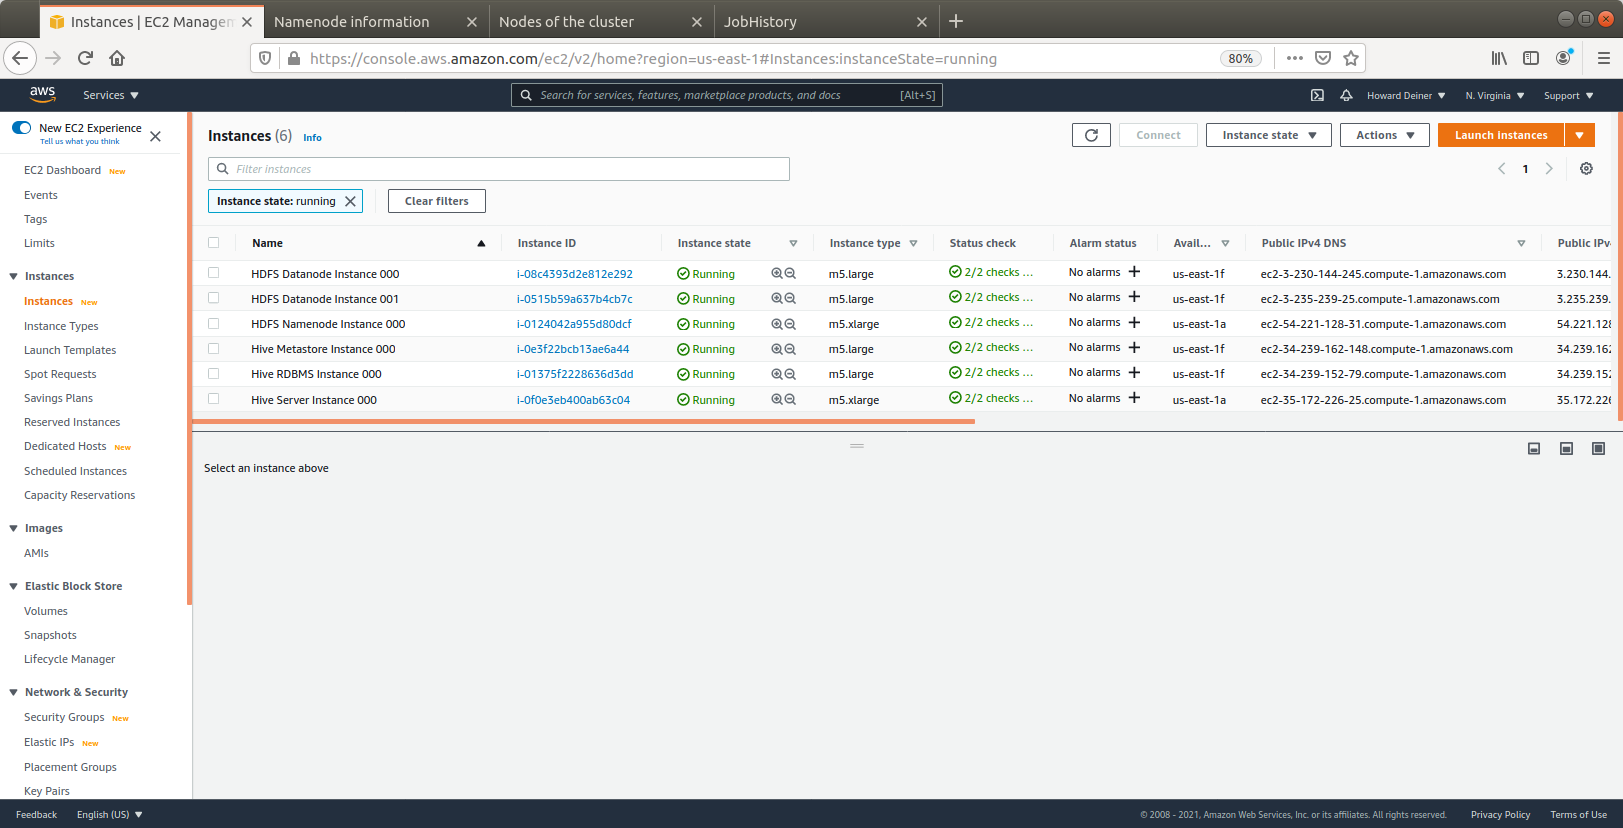 Instances | EC2 Managem
Namenode information
Nodes of the cluster
JobHistory
https://console.aws.amazon.com/ec2/v2/home?region=us-east-1#Instances:instanceState=running
80%
aws
Services
Search for services, features, marketplace products, and docs
[Alt+S]
Howard Deiner
N. Virginia
Support
New EC2 Experience
Tell us what you think
EC2 Dashboard New
Events
Tags
Limits
Instances
Instances New
Instance Types
Launch Templates
Spot Requests
Savings Plans
Reserved Instances
Dedicated Hosts New
Scheduled Instances
Capacity Reservations
Images
AMIs
Elastic Block Store
Volumes
Snapshots
Lifecycle Manager
Network & Security
Security Groups New
Elastic IPs New
Placement Groups
Key Pairs
Instances (6) Info
Connect
Instance state
Actions
Launch instances
Filter instances
1
Instance state: running
Clear filters
Name Instance ID Instance state Instance type Status check Alarm status Avail... Public IPv4 DNS Public IPv
HDFS Datanode Instance 000 i-08c4393d2e812e292 Running m5.large 2/2 checks ... No alarms us-east-1f ec2-3-230-144-245.compute-1.amazonaws.com 3.230.144.
HDFS Datanode Instance 001 i-0515b59a637b4cb7c Running m5.large 2/2 checks ... No alarms us-east-1f ec2-3-235-239-25.compute-1.amazonaws.com 3.235.239.
HDFS Namenode Instance 000 i-0124042a955d80dcf Running m5.xlarge 2/2 checks ... No alarms us-east-1a ec2-54-221-128-31.compute-1.amazonaws.com 54.221.128
Hive Metastore Instance 000 i-0e3f22bcb13ae6a44 Running m5.large 2/2 checks ... No alarms us-east-1f ec2-34-239-162-148.compute-1.amazonaws.com 34.239.162
Hive RDBMS Instance 000 i-01375f2228636d3dd Running m5.large 2/2 checks ... No alarms us-east-1f ec2-34-239-152-79.compute-1.amazonaws.com 34.239.152
Hive Server Instance 000 i-0f0e3eb400ab63c04 Running m5.xlarge 2/2 checks ... No alarms us-east-1a ec2-35-172-226-25.compute-1.amazonaws.com 35.172.226
Select an instance above
Feedback
English (US)
© 2008 - 2021, Amazon Web Services, Inc. or its affiliates. All rights reserved.
Privacy Policy
Terms of Use